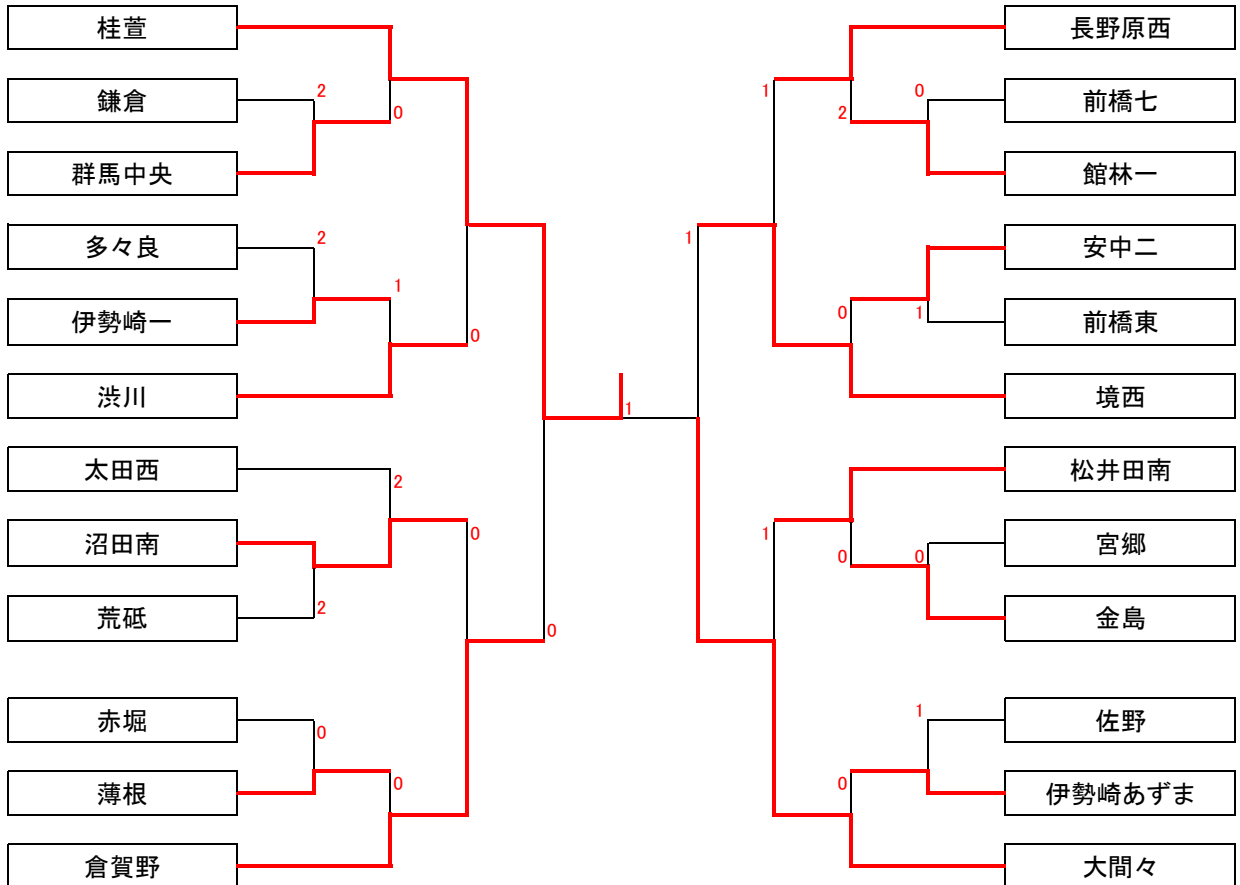 桂萱
鎌倉
群馬中央
多々良
伊勢崎一
渋川
太田西
沼田南
荒砥
赤堀
薄根
倉賀野
2
0
2
1
0
2
2
0
0
0
0
1
1
1
0
2
0
1
1
0
0
1
0
長野原西
前橋七
館林一
安中二
前橋東
境西
松井田南
宮郷
金島
佐野
伊勢崎あずま
大間々